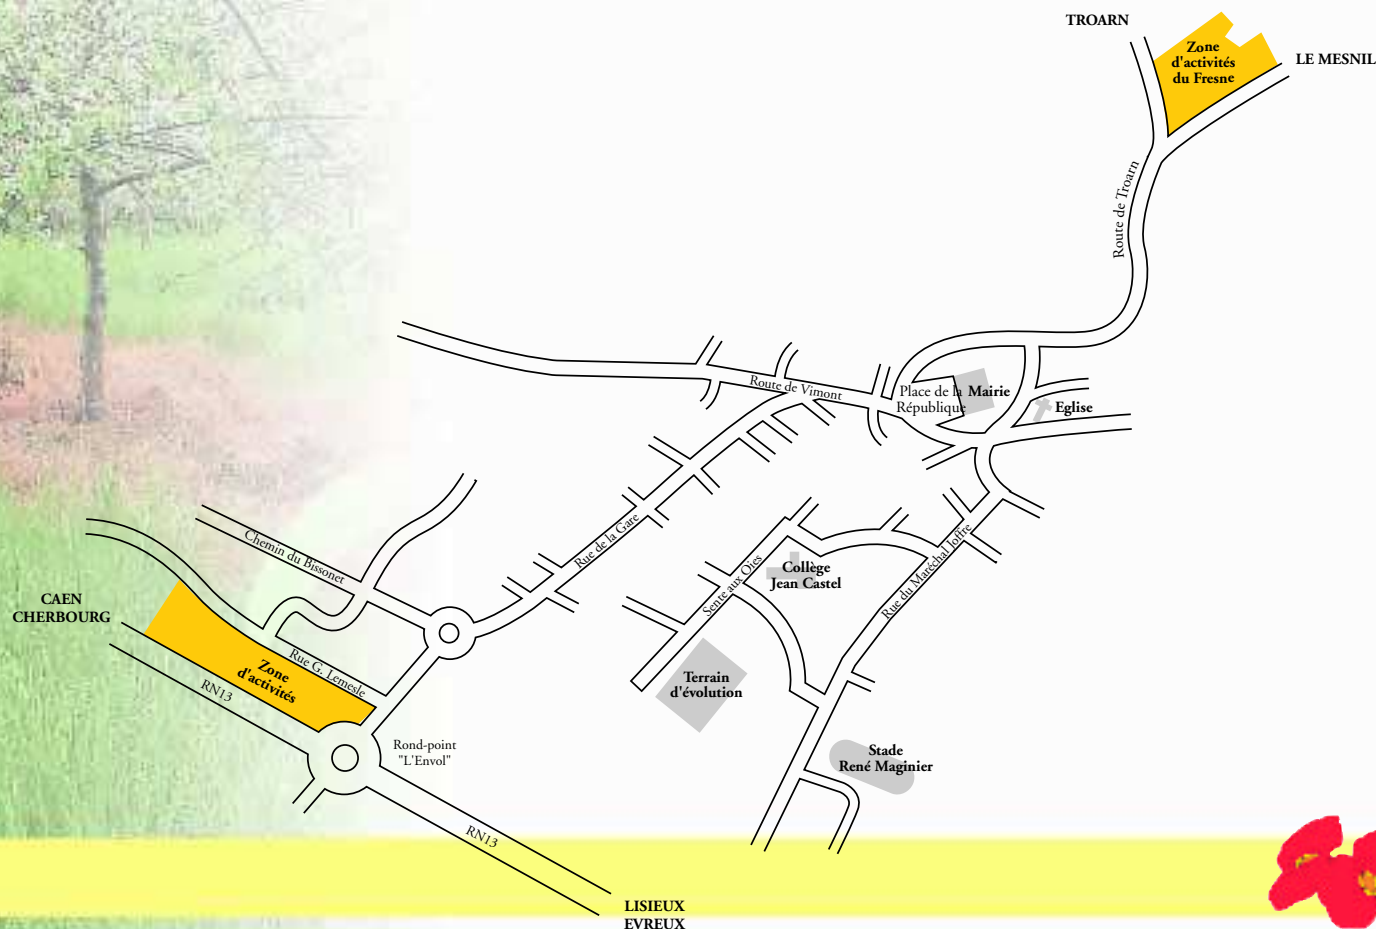 TROARN
Zone
d'activités
du Fresne
LE MESNIL
Route de Troarn
Route de Vimont
Place de la
République
Mairie
Eglise
Rue de la Gare
Chemin du Bissonet
CAEN
CHERBOURG
Rue G. Lemesle
Zone
d'activités
RN13
Rond-point
"L'Envol"
Sente aux Oies
Collège
Jean Castel
Rue du Maréchal Joffre
Terrain
d'évolution
Stade
René Maginier
RN13
LISIEUX
EVREUX